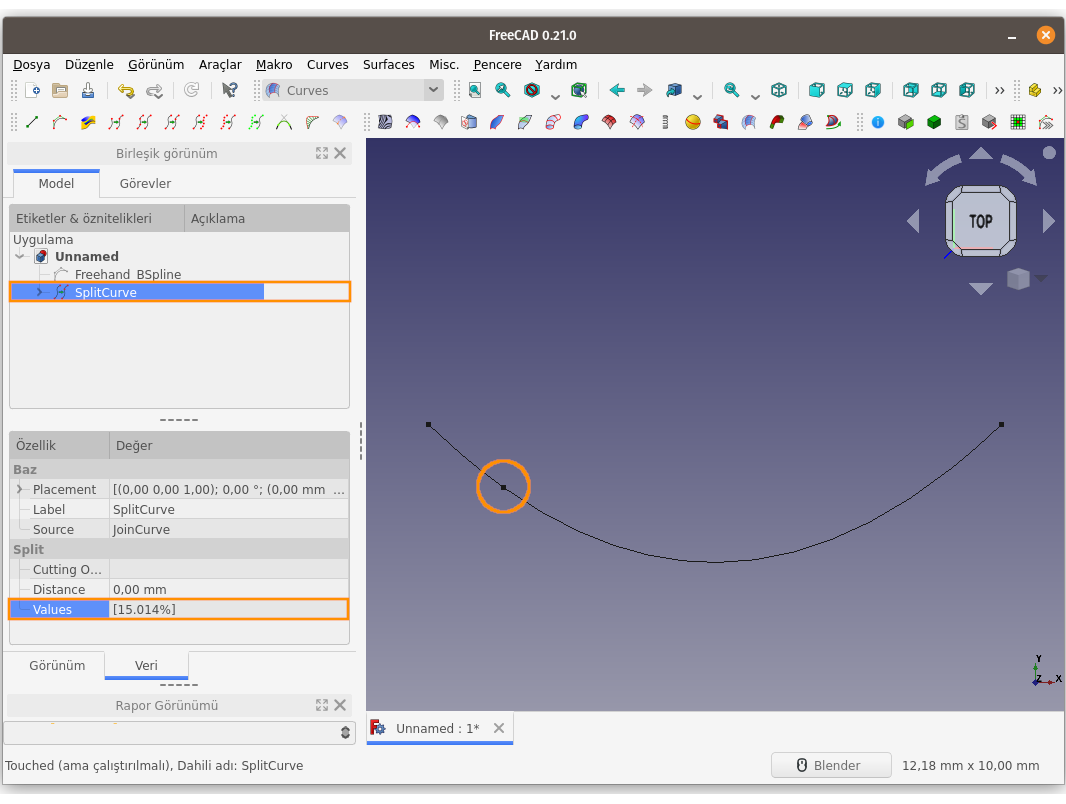 FreeCAD 0.21.0
Dosya Düzenle Görünüm Araçlar Makro Curves Surfaces Misc. Pencere Yardım
Curves
Birleşik görünüm
Model Görevler
Etiketler & öznitelikleri Açıklama
Uygulama
Unnamed
Freehand_BSpline
SplitCurve
TOP
Özellik Değer
Baz
Placement [(0,00 0,00 1,00); 0,00 °; (0,00 mm ...
Label SplitCurve
Source JoinCurve
Split
Cutting O...
Distance 0,00 mm
Values [15.014%]
Görünüm Veri
Y
Z X
Rapor Görünümü
Unnamed : 1*
Touched (ama çalıştırılmalı), Dahili adı: SplitCurve
Blender
12,18 mm x 10,00 mm